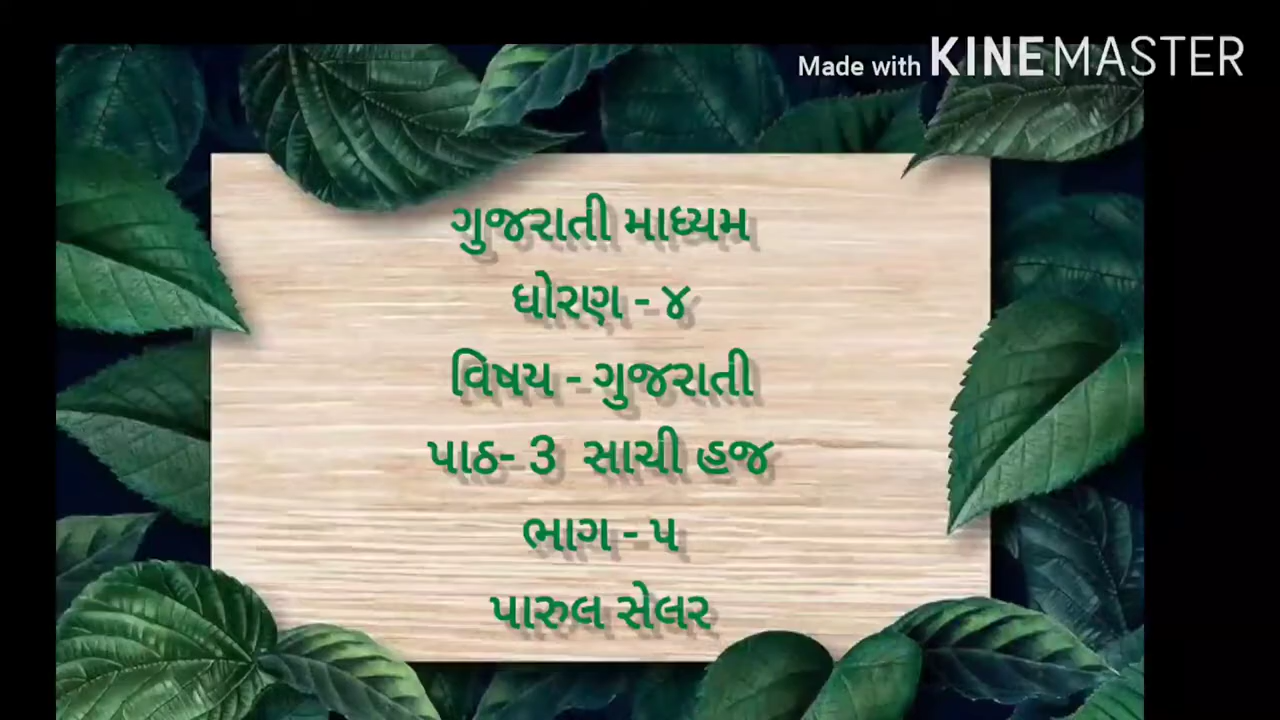 Made with KINEMASTER
ગુજરાતી માધ્યમ
ધોરણ - ૪
વિષય - ગુજરાતી
પાઠ- 3 સાચી હજ
ભાગ - ૫
પારુલ સેલર